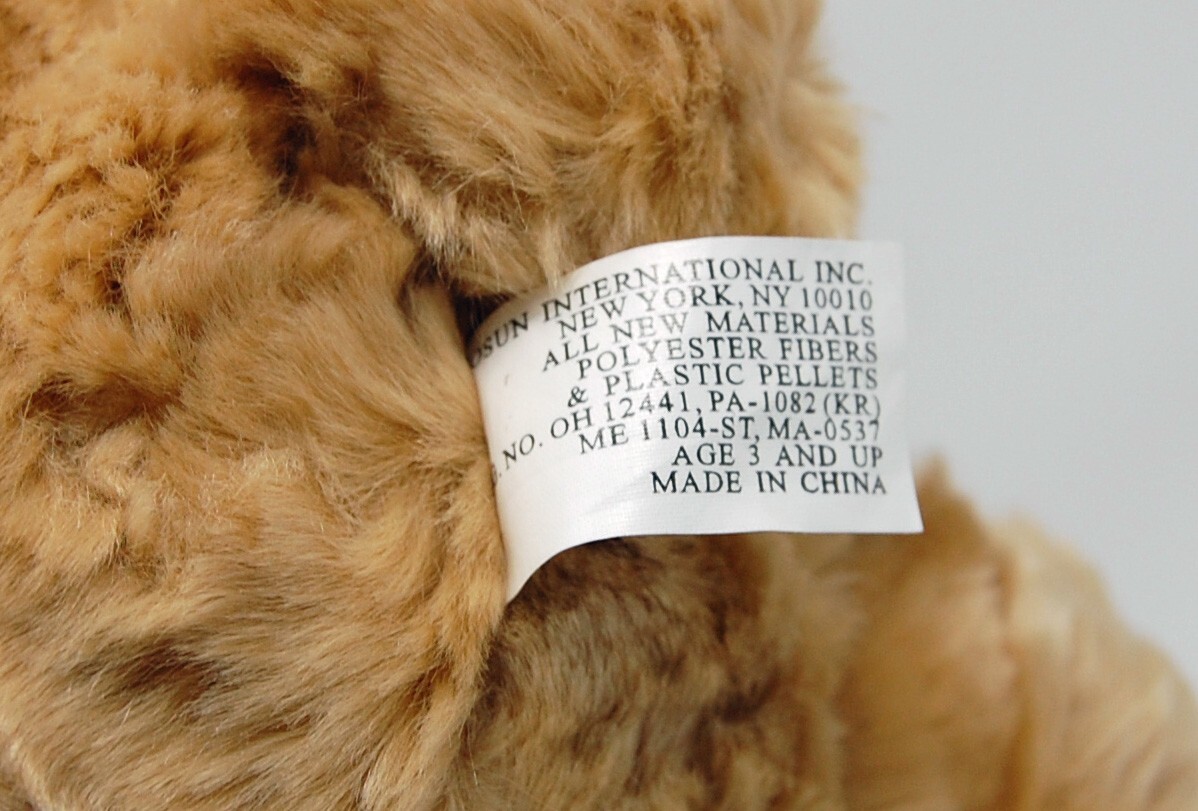 OSUN INTERNATIONAL INC.
NEW YORK, NY 10010
ALL NEW MATERIALS
POLYESTER FIBERS
& PLASTIC PELLETS
NO. OH 12441, PA-1082 (KR)
ME 1104-ST, MA-0537
AGE 3 AND UP
MADE IN CHINA